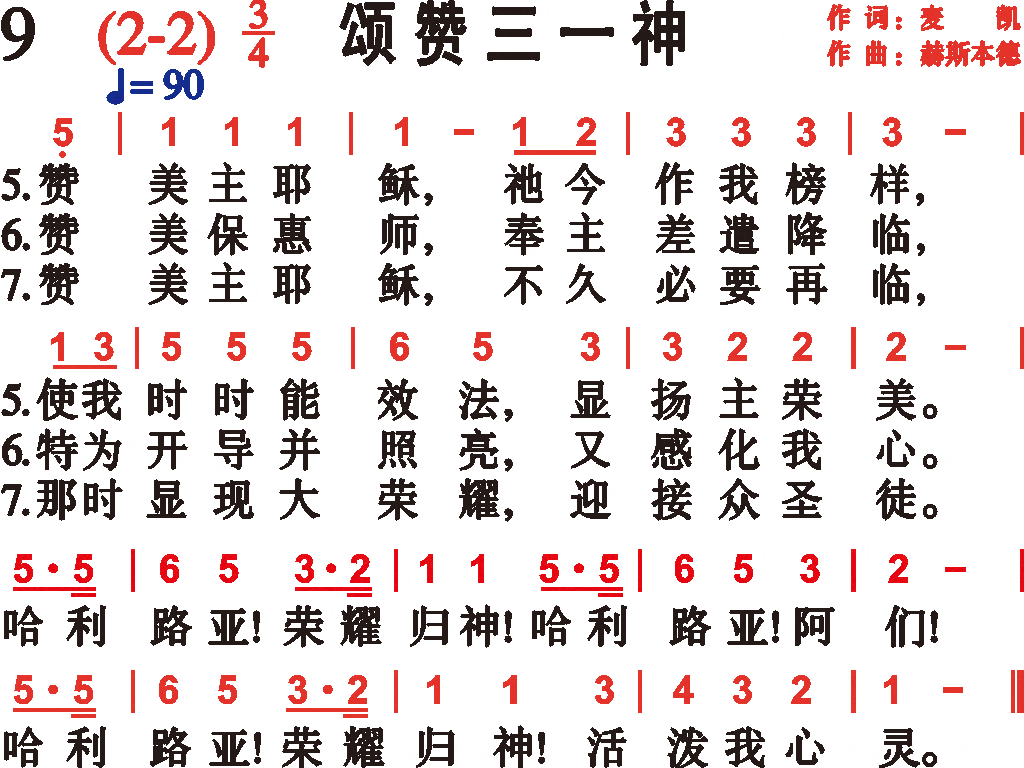 9 (2-2) 3/4 颂赞三一神 作 词：麦 凯
♩= 90 作 曲：赫斯本德
5̣ | 1 1 1 | 1 - 1 2 | 3 3 3 | 3 - |
5.赞 美主耶 稣, 祂今 作我榜 样,
6.赞 美保惠 师, 奉主 差遣降 临,
7.赞 美主耶 稣, 不久 必要再 临,
1 3 | 5 5 5 | 6 5 3 | 3 2 2 | 2 - |
5.使我 时时能 效 法, 显 扬主荣 美。
6.特为 开导并 照 亮, 又 感化我 心。
7.那时 显现大 荣 耀, 迎 接众圣 徒。
5·5 | 6 5 3·2 | 1 1 5·5 | 6 5 3 | 2 - |
哈利 路亚!荣耀 归神!哈利 路亚!阿 们!
5·5 | 6 5 3·2 | 1 1 3 | 4 3 2 | 1 - ‖
哈利 路亚!荣耀 归 神! 活 泼我心 灵。